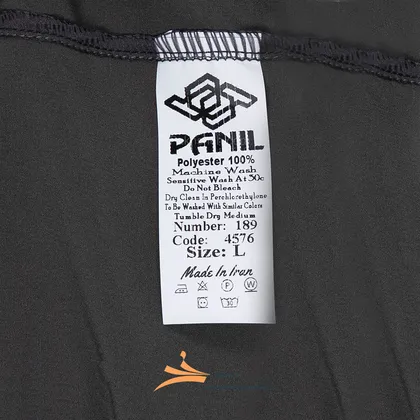 PANIL
Polyester 100%
Machine Wash
Sensitive Wash At 30c
Do Not Bleach
Dry Clean In Perchlorethylone
To Be Washed With Similar Colors
Tumble Dry Medium
Number: 189
Code: 4576
Size: L
Made In Iran
P W
30